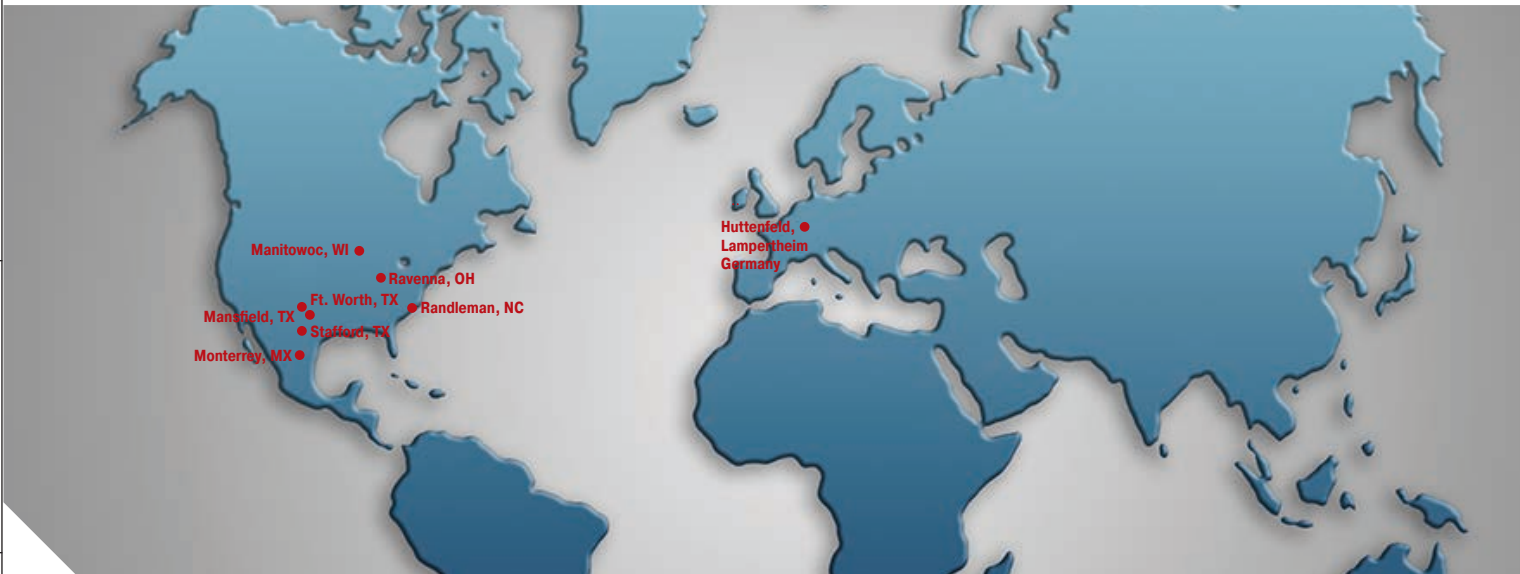 Manitowoc, WI
Ravenna, OH
Ft. Worth, TX
Mansfield, TX
Randleman, NC
Stafford, TX
Monterrey, MX
Huttenfeld,
Lampertheim
Germany